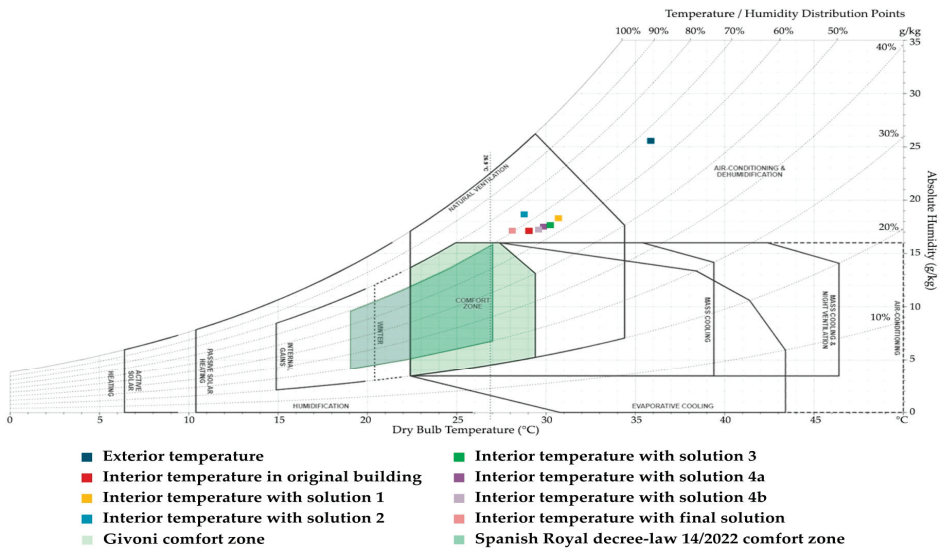 Temperature / Humidity Distribution Points
100% 90% 80% 70% 60% 50% g/kg
35
40%
30
30%
25
20
20%
15
10
10%
5
0
Absolute Humidity (g/kg)
AIR-CONDITIONING &
DEHUMIDIFICATION
NATURAL VENTILATION
26.9 °C
COMFORT
ZONE
WINTER
INTERNAL
GAINS
PASSIVE SOLAR
HEATING
ACTIVE
SOLAR
HEATING
MASS COOLING
MASS COOLING &
NIGHT VENTILATION
AIR-CONDITIONING
HUMIDIFICATION
EVAPORATIVE COOLING
0 5 10 15 20 25 30 35 40 45 °C
Dry Bulb Temperature (°C)
Exterior temperature
Interior temperature in original building
Interior temperature with solution 1
Interior temperature with solution 2
Givoni comfort zone
Interior temperature with solution 3
Interior temperature with solution 4a
Interior temperature with solution 4b
Interior temperature with final solution
Spanish Royal decree-law 14/2022 comfort zone